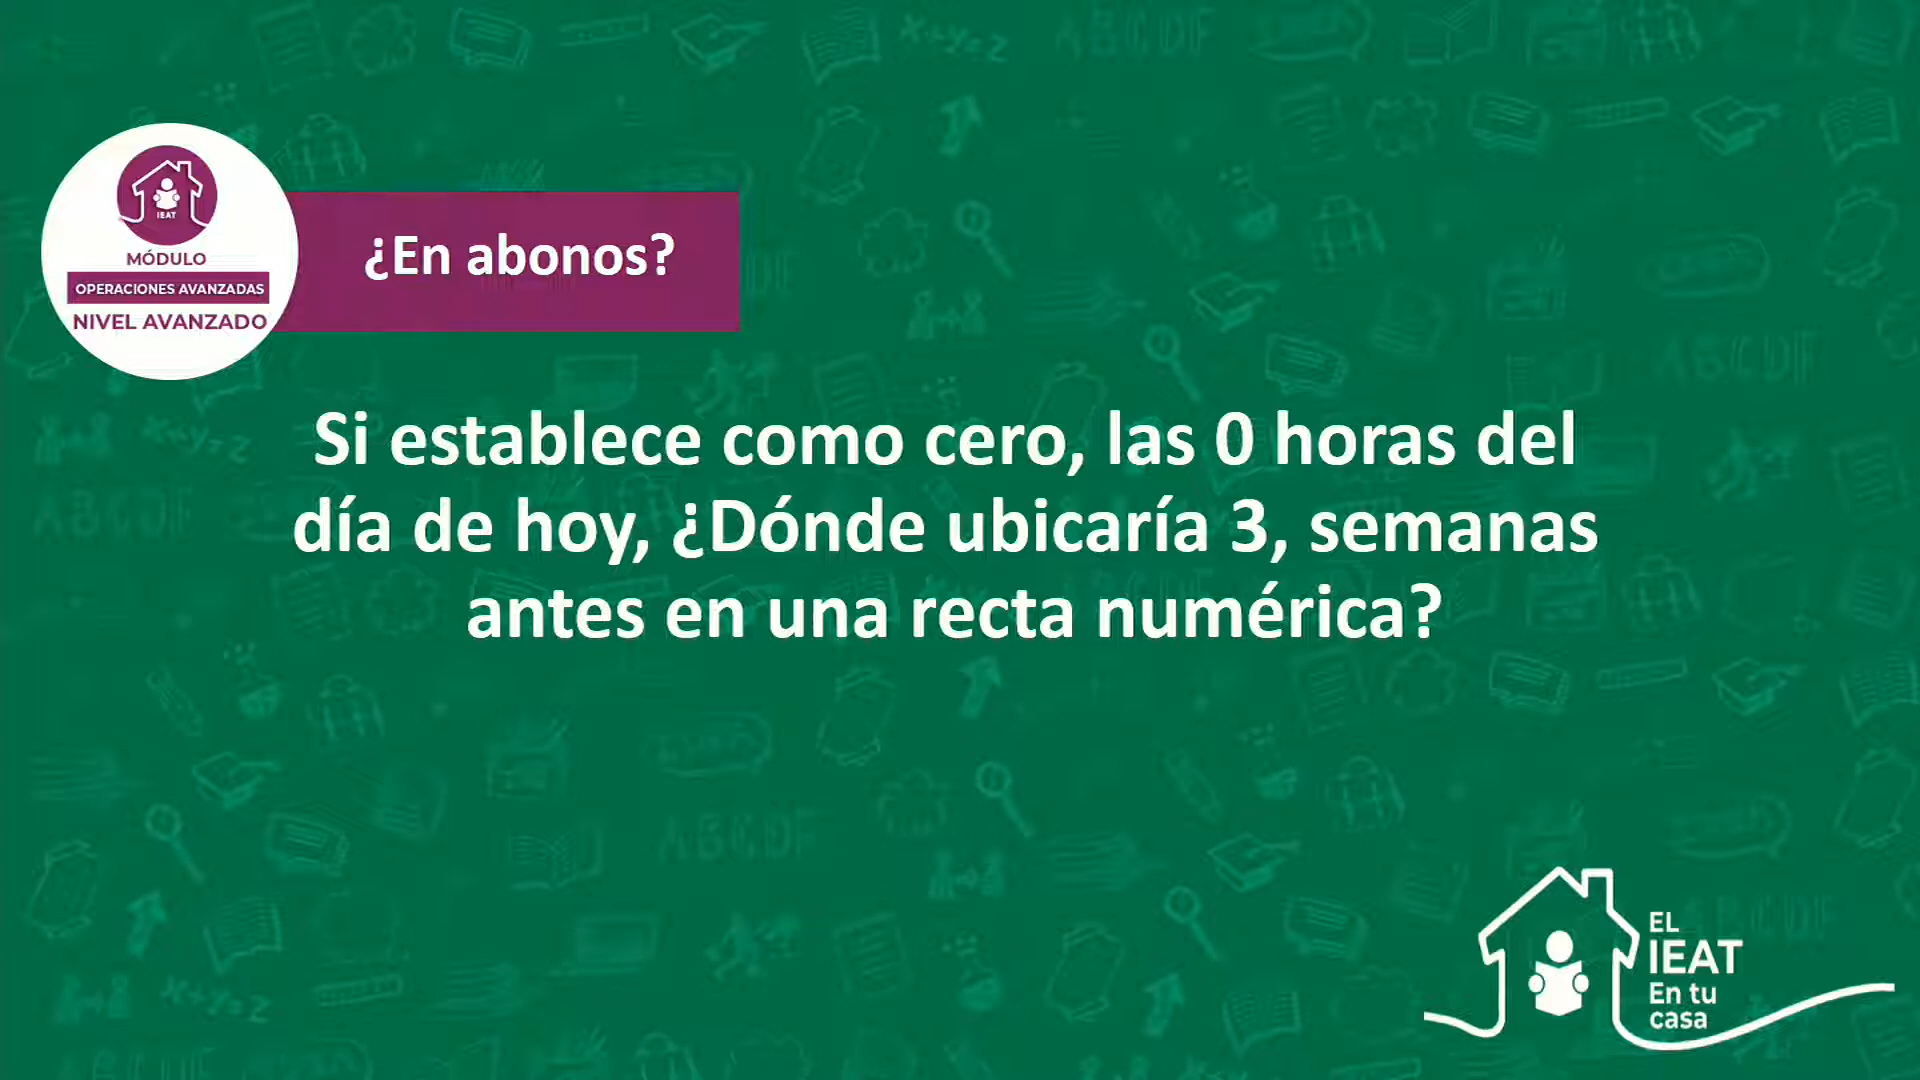 IEAT
MÓDULO
OPERACIONES AVANZADAS
NIVEL AVANZADO
¿En abonos?
Si establece como cero, las 0 horas del
día de hoy, ¿Dónde ubicaría 3, semanas
antes en una recta numérica?
EL
IEAT
En tu
casa